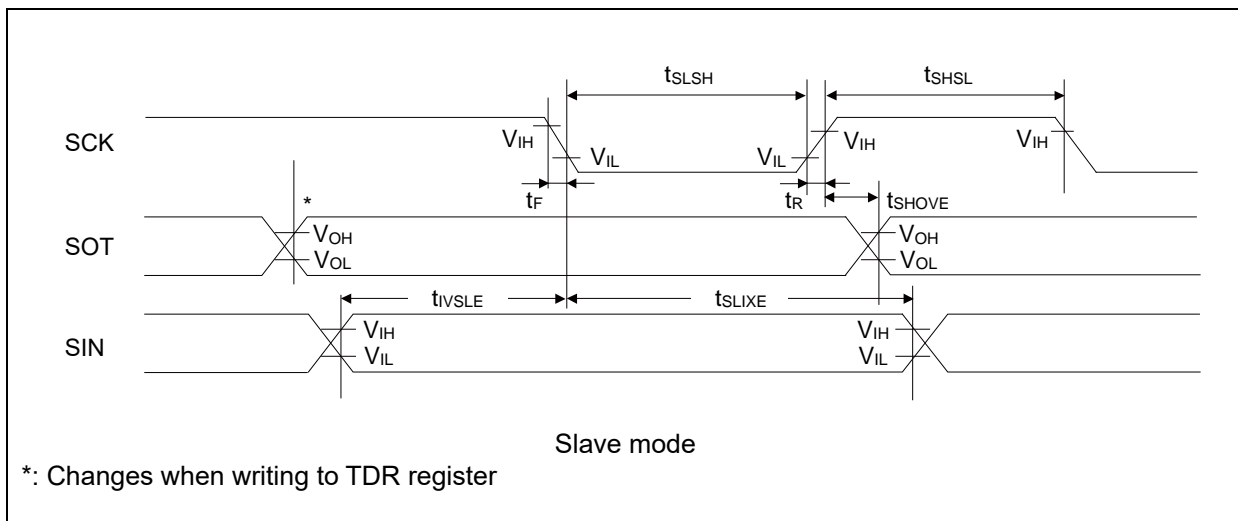 tSLSH tSHSL
SCK VIH VIL VIL VIH VIH
tF tR tSHOVE
*
SOT VOH VOH
VOL VOL
tIVSLE tSLIXE
SIN VIH VIH
VIL VIL
Slave mode
*: Changes when writing to TDR register